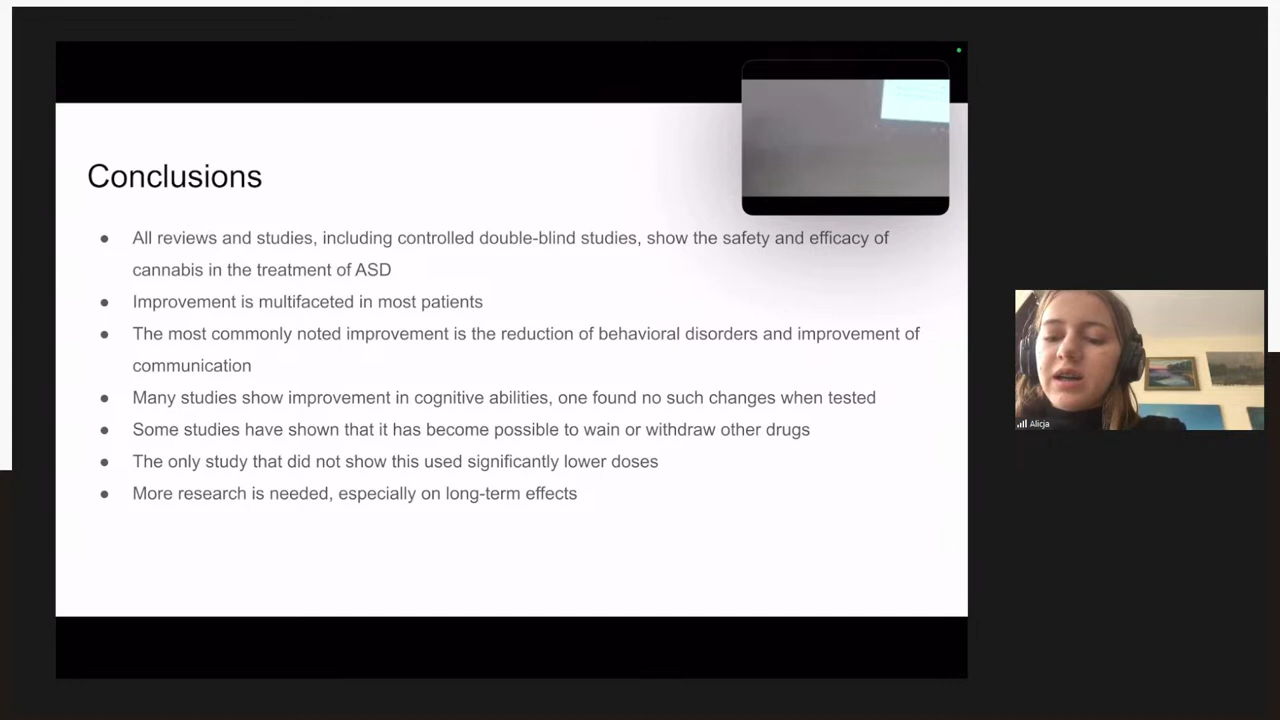 Conclusions
● All reviews and studies, including controlled double-blind studies, show the safety and efficacy of
cannabis in the treatment of ASD
● Improvement is multifaceted in most patients
● The most commonly noted improvement is the reduction of behavioral disorders and improvement of
communication
● Many studies show improvement in cognitive abilities, one found no such changes when tested
● Some studies have shown that it has become possible to wain or withdraw other drugs
● The only study that did not show this used significantly lower doses
● More research is needed, especially on long-term effects
Alicja